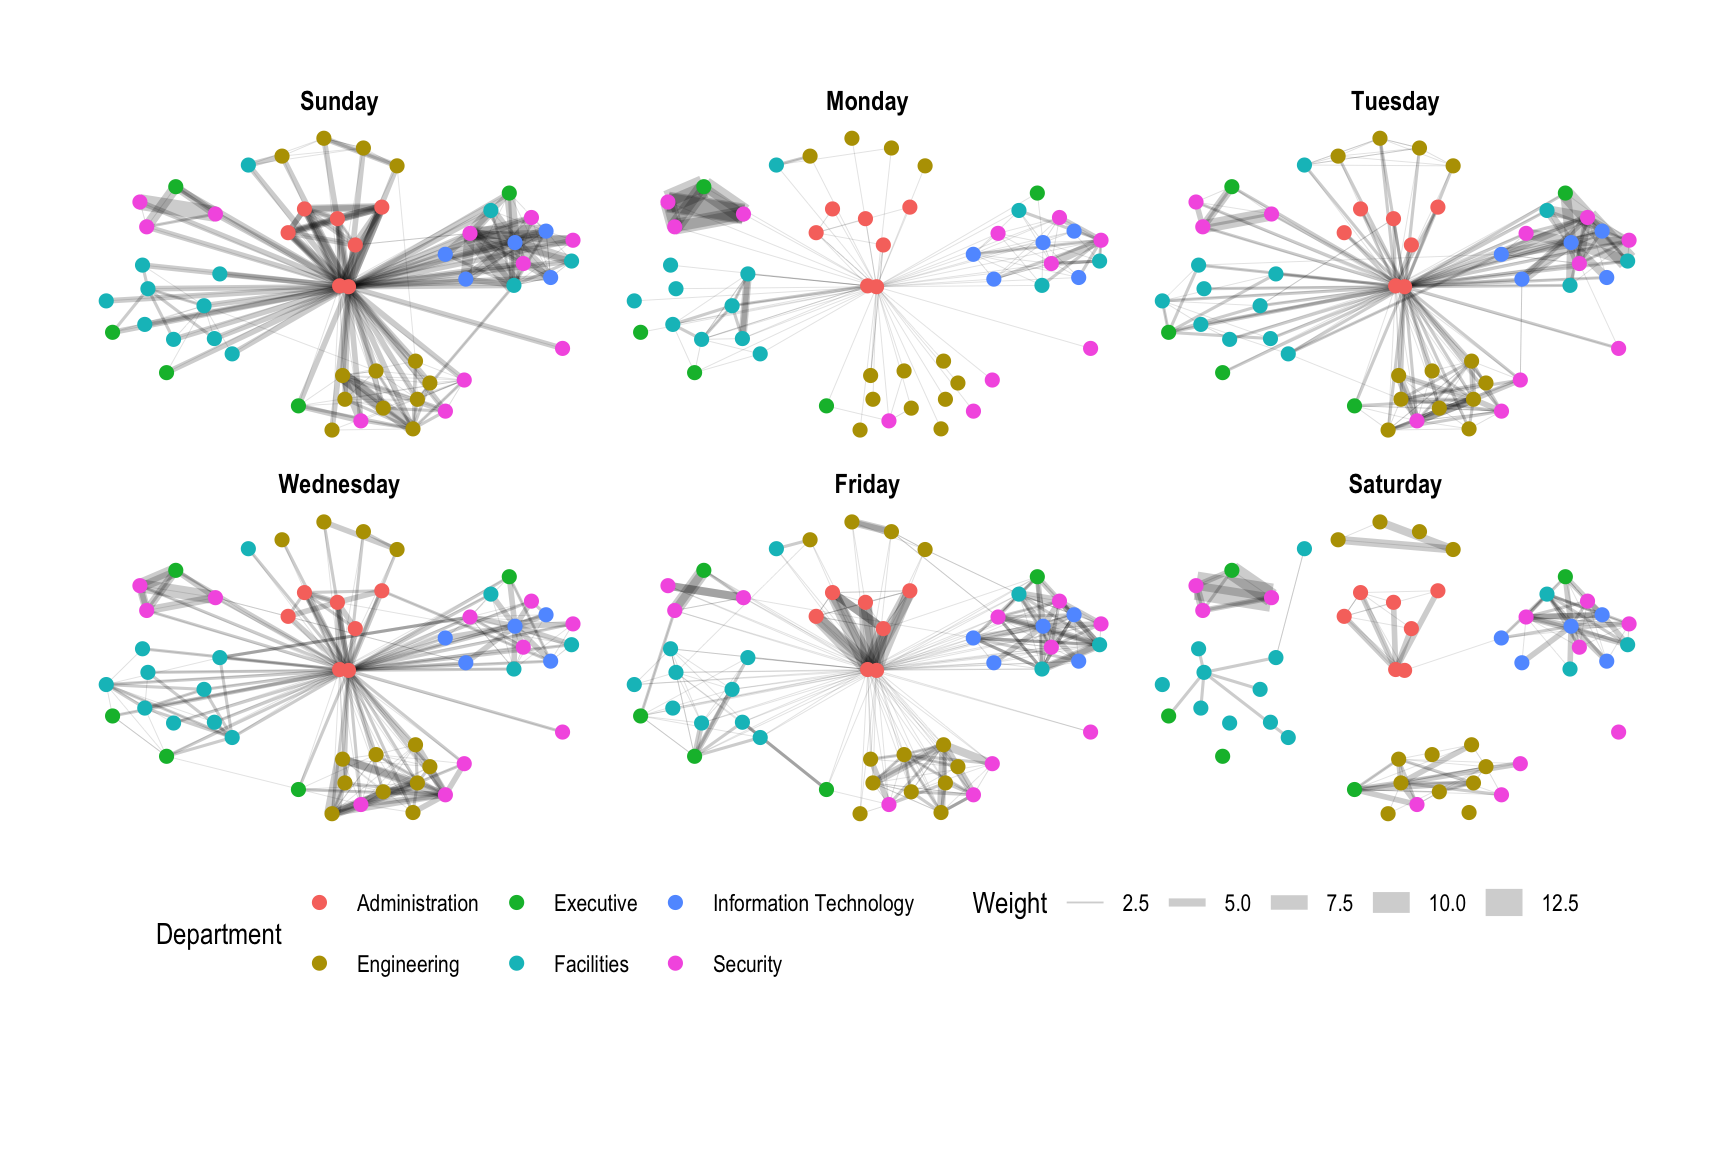 Sunday
Monday
Tuesday
Wednesday
Friday
Saturday
Department
Administration
Executive
Information Technology
Engineering
Facilities
Security
Weight
2.5
5.0
7.5
10.0
12.5